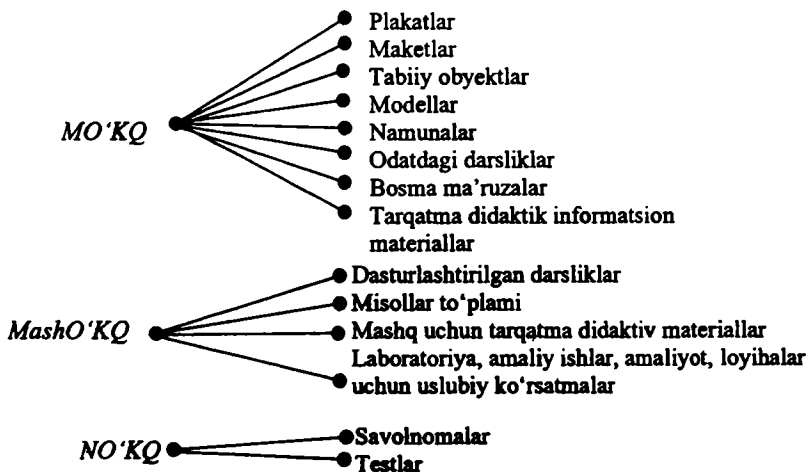 MO‘KQ
Plakatlar
Maketlar
Tabiiy obyektlar
Modellar
Namunalar
Odatdagi darsliklar
Bosma ma’ruzalar
Tarqatma didaktik informatsion
materiallar
MashO‘KQ
Dasturlashtirilgan darsliklar
Misollar to‘plami
Mashq uchun tarqatma didaktiv materiallar
Laboratoriya, amaliy ishlar, amaliyot, loyihalar
uchun uslubiy ko‘rsatmalar
NO‘KQ
Savolnomalar
Testlar